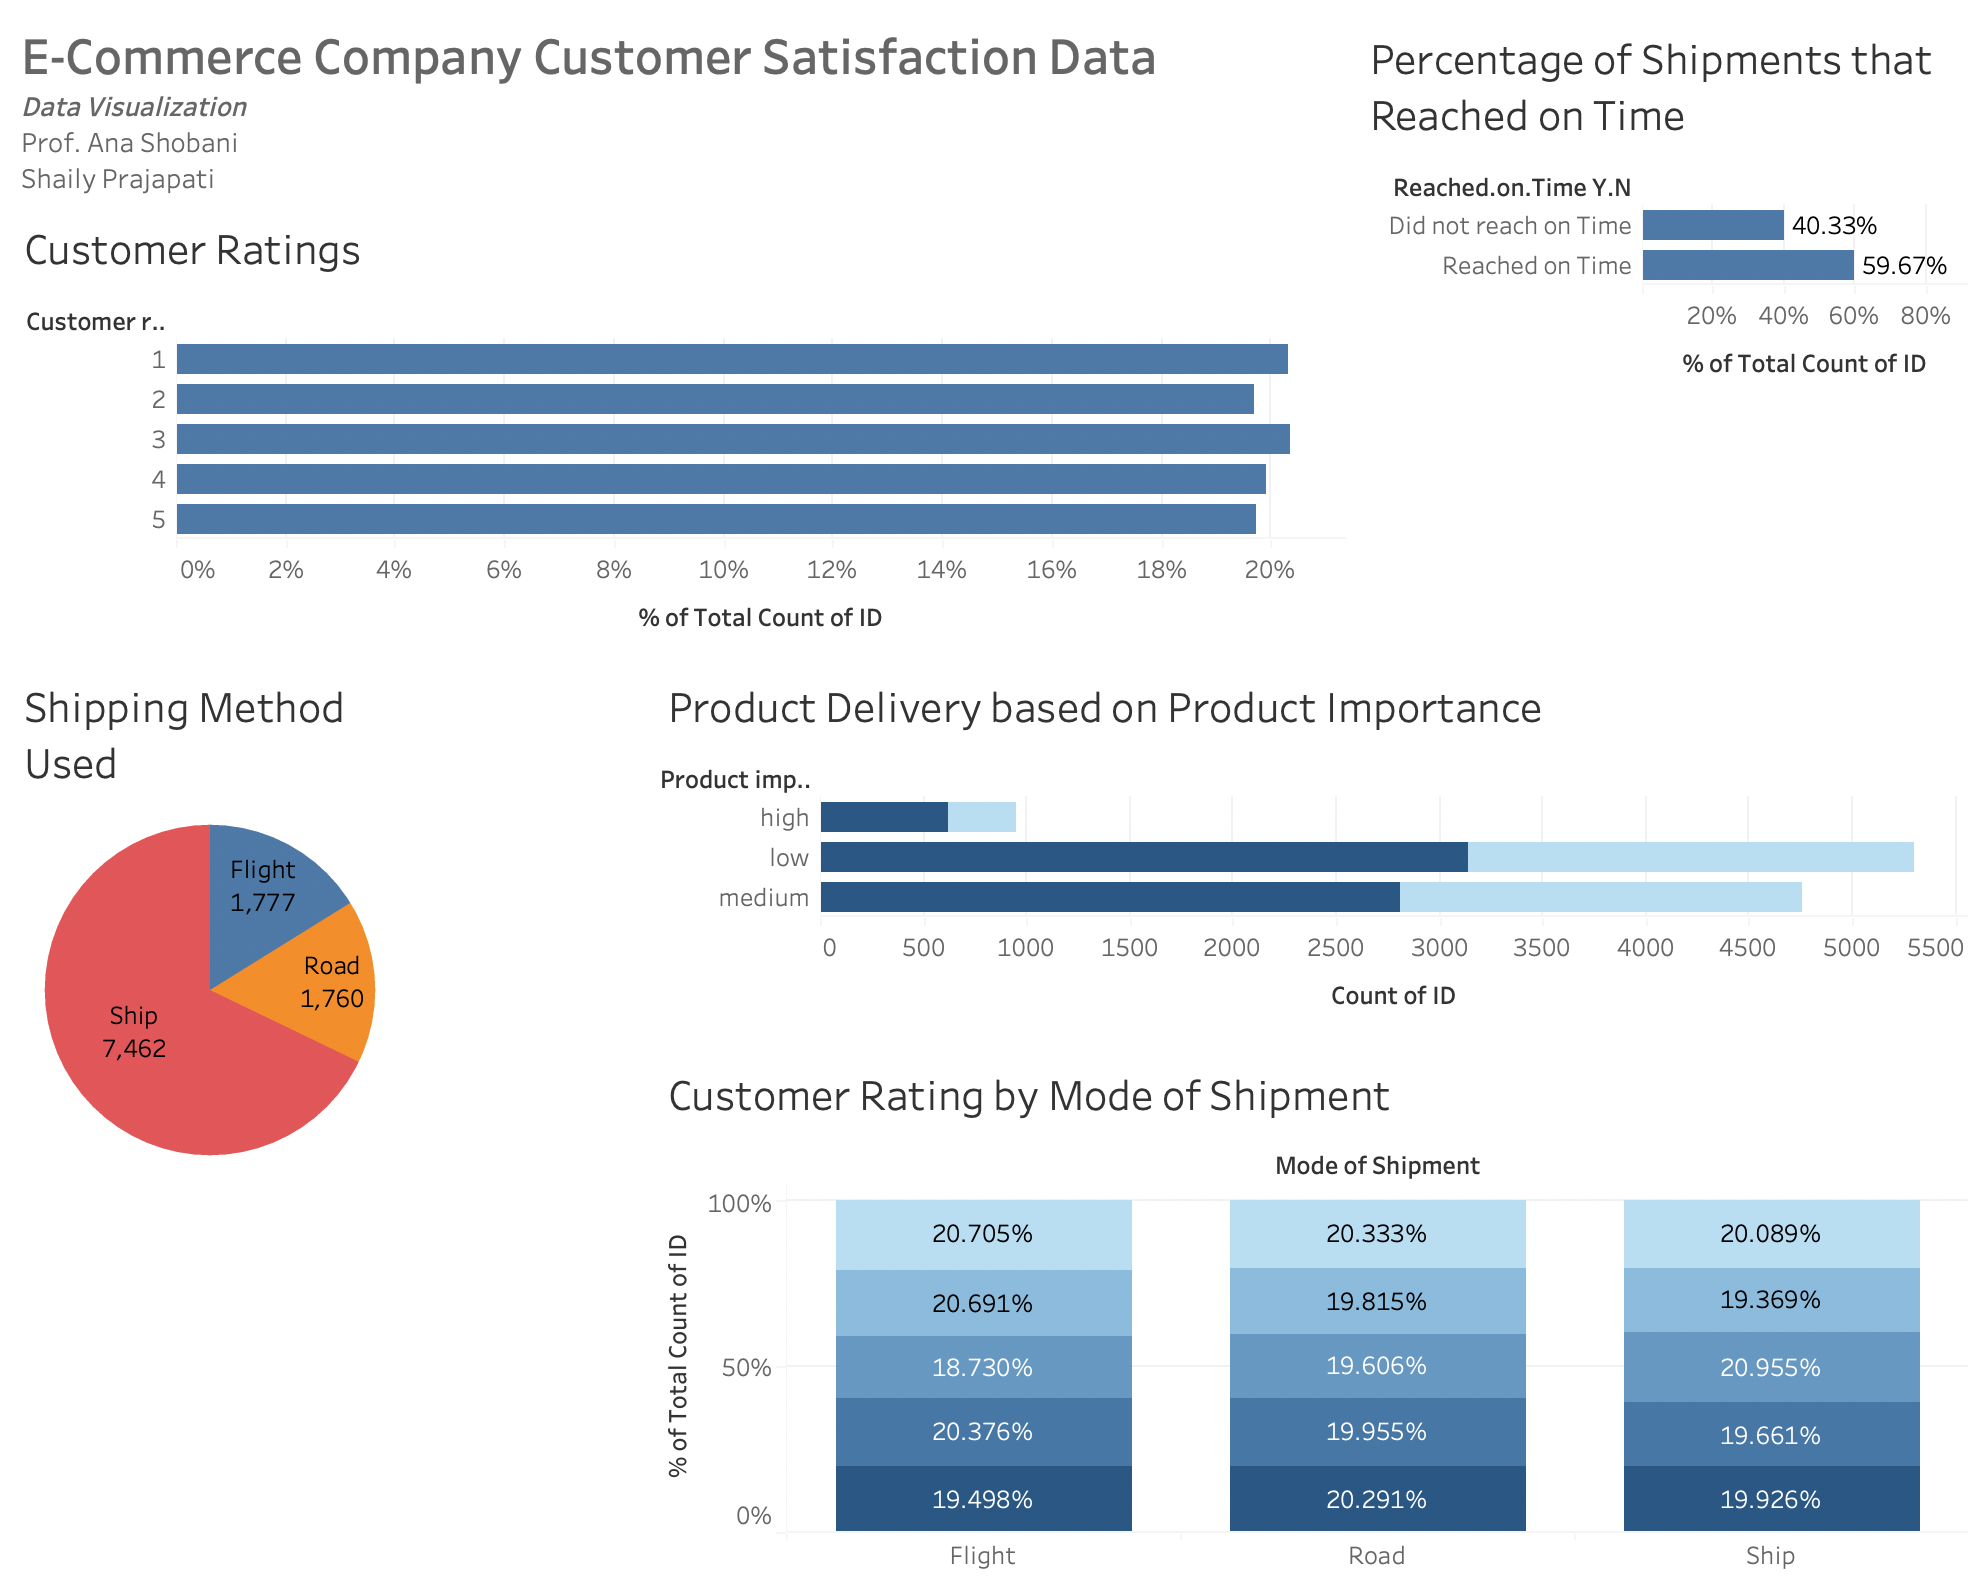 E-Commerce Company Customer Satisfaction Data
Data Visualization
Prof. Ana Shobani
Shaily Prajapati
Percentage of Shipments that
Reached on Time
Reached.on.Time Y.N
Did not reach on Time 40.33%
Reached on Time 59.67%
20% 40% 60% 80%
% of Total Count of ID
Customer Ratings
Customer r..
1
2
3
4
5
0% 2% 4% 6% 8% 10% 12% 14% 16% 18% 20%
% of Total Count of ID
Shipping Method
Used
Flight
1,777
Road
1,760
Ship
7,462
Product Delivery based on Product Importance
Product imp..
high
low
medium
0 500 1000 1500 2000 2500 3000 3500 4000 4500 5000 5500
Count of ID
Customer Rating by Mode of Shipment
Mode of Shipment
% of Total Count of ID
100%
50%
0%
20.705% 20.333% 20.089%
20.691% 19.815% 19.369%
18.730% 19.606% 20.955%
20.376% 19.955% 19.661%
19.498% 20.291% 19.926%
Flight Road Ship